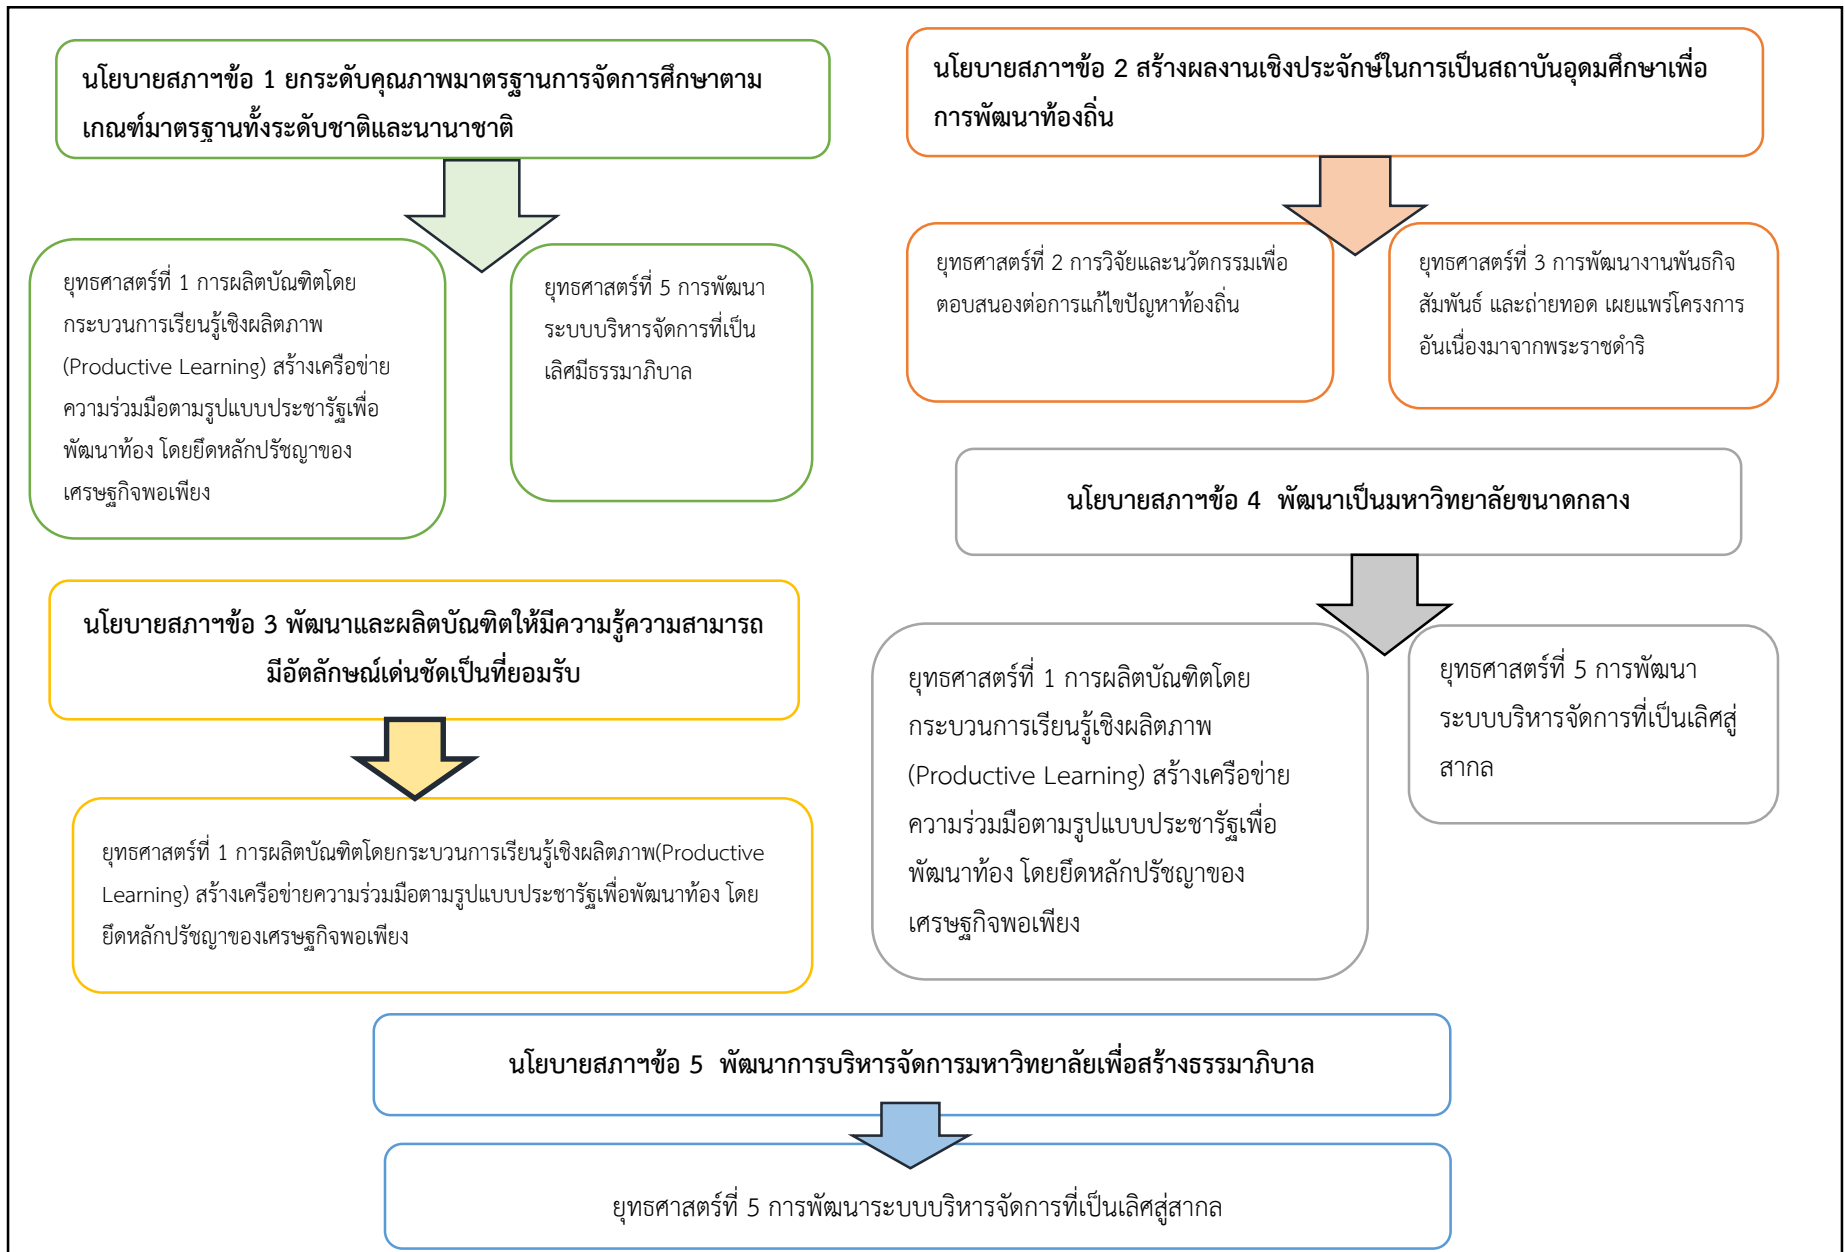 นโยบายสภาฯข้อ 1 ยกระดับคุณภาพมาตรฐานการจัดการศึกษาตาม
เกณฑ์มาตรฐานทั้งระดับชาติและนานาชาติ
ยุทธศาสตร์ที่ 1 การผลิตบัณฑิตโดย
กระบวนการเรียนรู้เชิงผลิตภาพ
(Productive Learning) สร้างเครือข่าย
ความร่วมมือตามรูปแบบประชารัฐเพื่อ
พัฒนาท้อง โดยยึดหลักปรัชญาของ
เศรษฐกิจพอเพียง
ยุทธศาสตร์ที่ 5 การพัฒนา
ระบบบริหารจัดการที่เป็น
เลิศมีธรรมาภิบาล
นโยบายสภาฯข้อ 2 สร้างผลงานเชิงประจักษ์ในการเป็นสถาบันอุดมศึกษาเพื่อ
การพัฒนาท้องถิ่น
ยุทธศาสตร์ที่ 2 การวิจัยและนวัตกรรมเพื่อ
ตอบสนองต่อการแก้ไขปัญหาท้องถิ่น
ยุทธศาสตร์ที่ 3 การพัฒนางานพันธกิจ
สัมพันธ์ และถ่ายทอด เผยแพร่โครงการ
อันเนื่องมาจากพระราชดำริ
นโยบายสภาฯข้อ 3 พัฒนาและผลิตบัณฑิตให้มีความรู้ความสามารถ
มีอัตลักษณ์เด่นชัดเป็นที่ยอมรับ
ยุทธศาสตร์ที่ 1 การผลิตบัณฑิตโดยกระบวนการเรียนรู้เชิงผลิตภาพ(Productive
Learning) สร้างเครือข่ายความร่วมมือตามรูปแบบประชารัฐเพื่อพัฒนาท้อง โดย
ยึดหลักปรัชญาของเศรษฐกิจพอเพียง
นโยบายสภาฯข้อ 4 พัฒนาเป็นมหาวิทยาลัยขนาดกลาง
ยุทธศาสตร์ที่ 1 การผลิตบัณฑิตโดย
กระบวนการเรียนรู้เชิงผลิตภาพ
(Productive Learning) สร้างเครือข่าย
ความร่วมมือตามรูปแบบประชารัฐเพื่อ
พัฒนาท้อง โดยยึดหลักปรัชญาของ
เศรษฐกิจพอเพียง
ยุทธศาสตร์ที่ 5 การพัฒนา
ระบบบริหารจัดการที่เป็นเลิศสู่
สากล
นโยบายสภาฯข้อ 5 พัฒนาการบริหารจัดการมหาวิทยาลัยเพื่อสร้างธรรมาภิบาล
ยุทธศาสตร์ที่ 5 การพัฒนาระบบบริหารจัดการที่เป็นเลิศสู่สากล